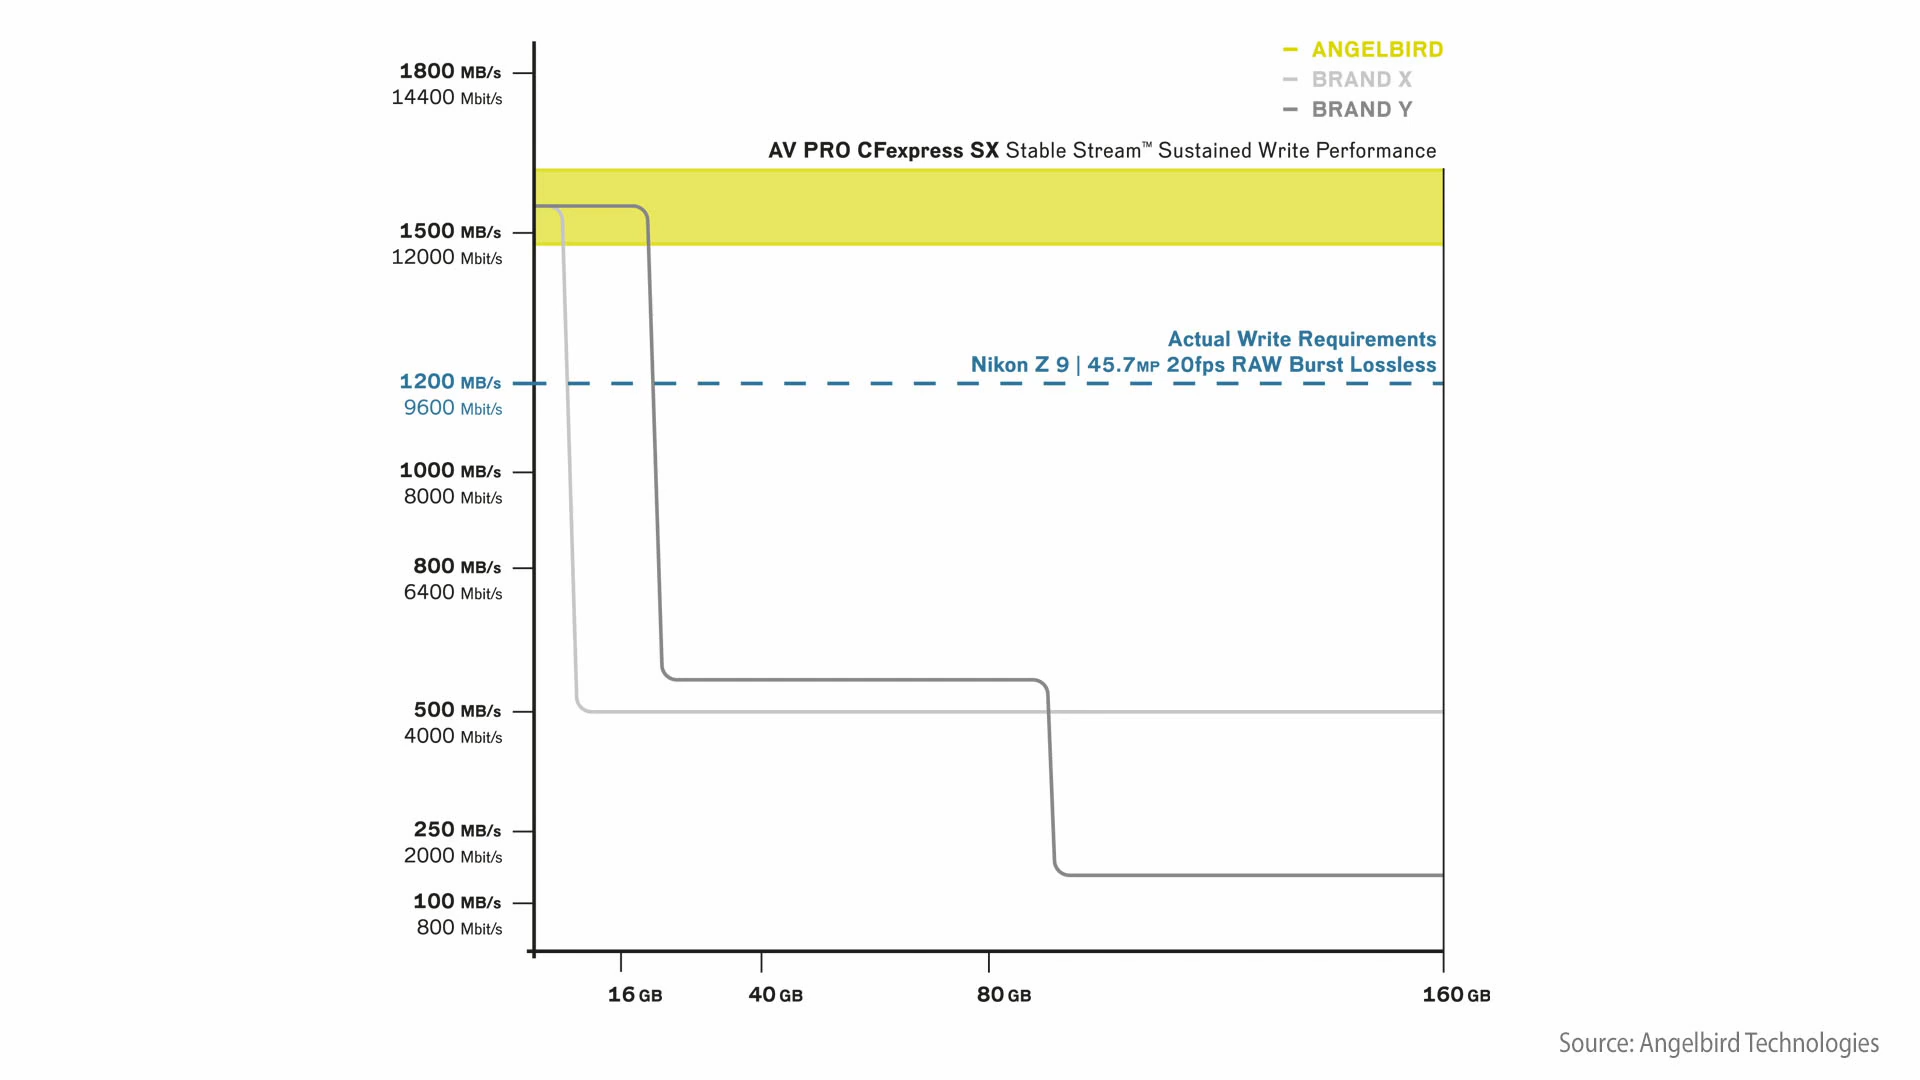 ANGELBIRD
BRAND X
BRAND Y
AV PRO CFexpress SX Stable Stream™ Sustained Write Performance
1800 MB/s
14400 Mbit/s
1500 MB/s
12000 Mbit/s
Actual Write Requirements
Nikon Z 9 | 45.7MP 20fps RAW Burst Lossless
1200 MB/s
9600 Mbit/s
1000 MB/s
8000 Mbit/s
800 MB/s
6400 Mbit/s
500 MB/s
4000 Mbit/s
250 MB/s
2000 Mbit/s
100 MB/s
800 Mbit/s
16 GB 40 GB 80 GB 160 GB
Source: Angelbird Technologies